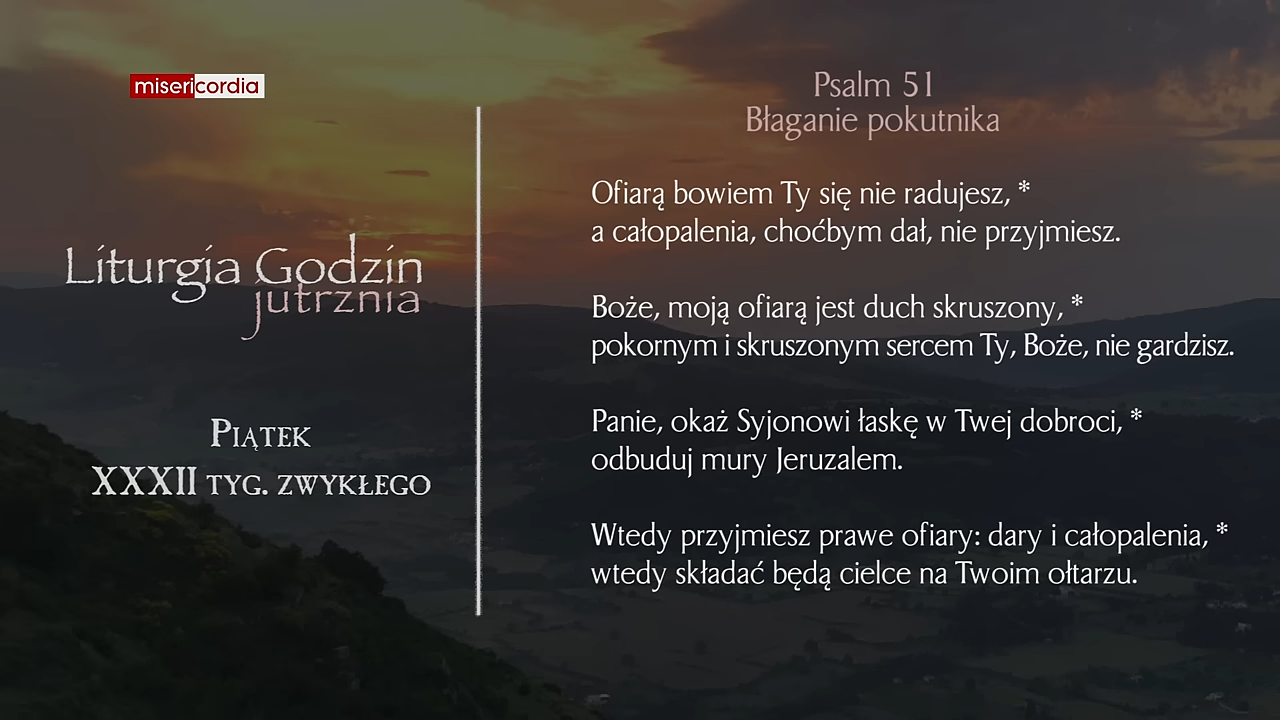 misericordia
Liturgia Godzin
jutrznia
Piątek
XXXII tyg. zwykłego
Psalm 51
Błaganie pokutnika
Ofiarą bowiem Ty się nie radujesz, *
a całopalenia, choćbym dał, nie przyjmiesz.
Boże, moją ofiarą jest duch skruszony, *
pokornym i skruszonym sercem Ty, Boże, nie gardzisz.
Panie, okaż Syjonowi łaskę w Twej dobroci, *
odbuduj mury Jeruzalem.
Wtedy przyjmiesz prawe ofiary: dary i całopalenia, *
wtedy składać będą cielce na Twoim ołtarzu.